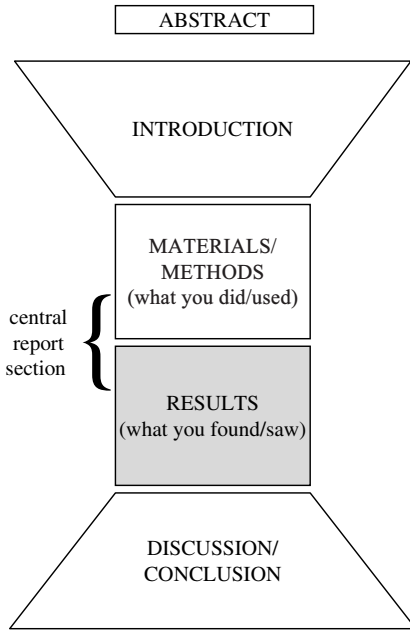 ABSTRACT
INTRODUCTION
MATERIALS/
METHODS
(what you did/used)
central
report
section
RESULTS
(what you found/saw)
DISCUSSION/
CONCLUSION